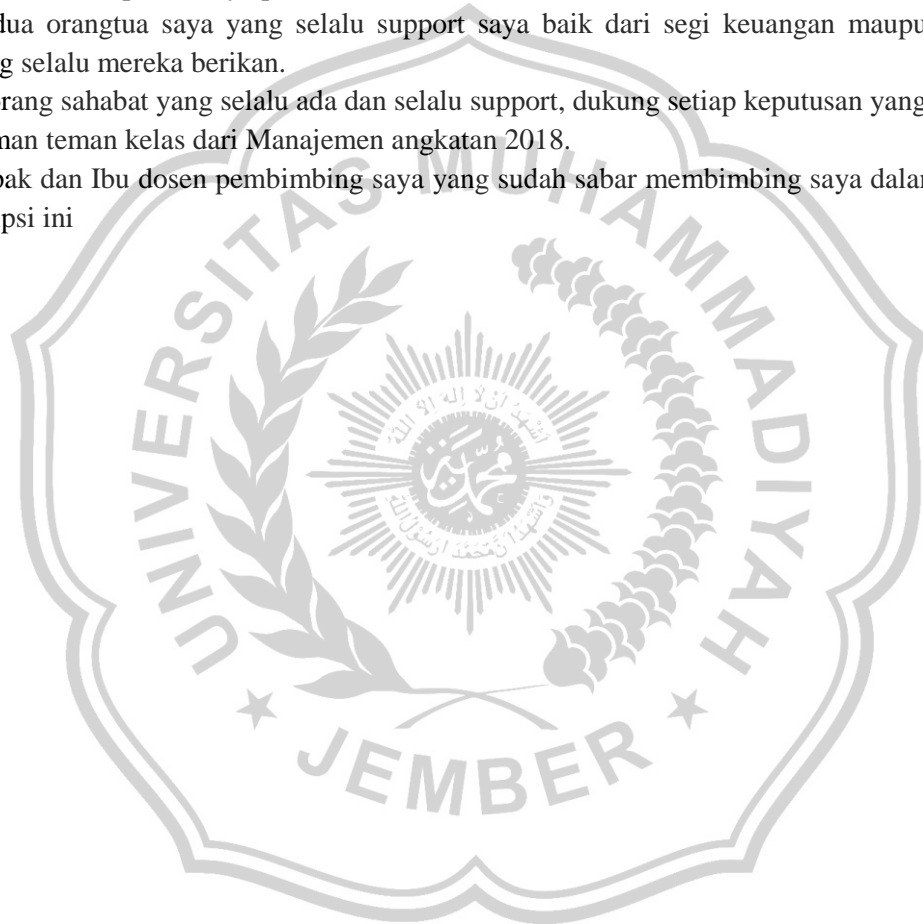 dua orangtua saya yang selalu support saya baik dari segi keuangan maupu
g selalu mereka berikan.
rang sahabat yang selalu ada dan selalu support, dukung setiap keputusan yang
man teman kelas dari Manajemen angkatan 2018.
pak dan Ibu dosen pembimbing saya yang sudah sabar membimbing saya dalam
psi ini
UNIVERSITAS MUHAMMADIYAH
JEMBER